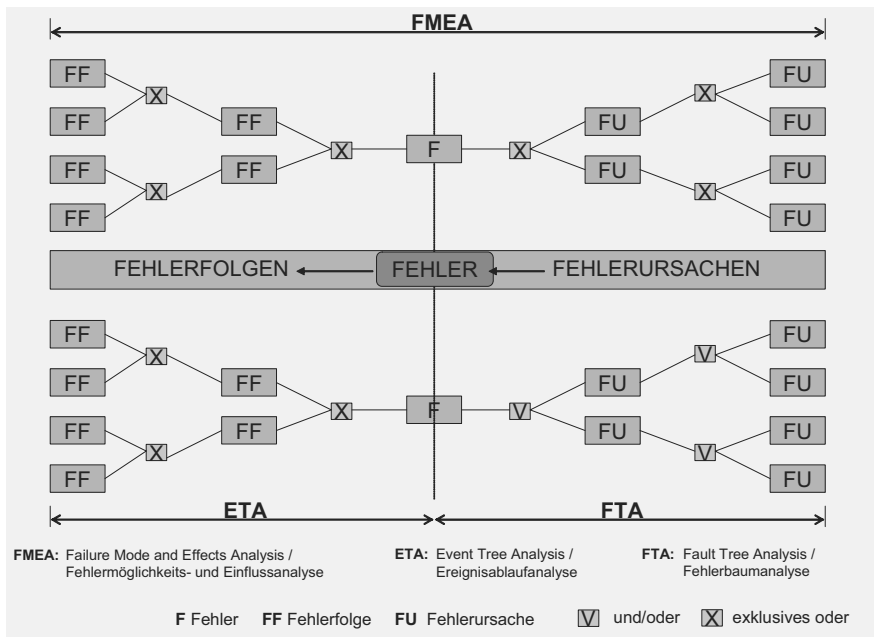 FMEA
FF FU
X X
FF FF FU FU
X F X
FF FF FU FU
X X
FF FU
FEHLERFOLGEN FEHLER FEHLERURSACHEN
FF FU
X V
FF FF FU FU
X F V
FF FF FU FU
X V
FF FU
ETA FTA
FMEA: Failure Mode and Effects Analysis / ETA: Event Tree Analysis / FTA: Fault Tree Analysis /
Fehlermöglichkeits- und Einflussanalyse Ereignisablaufanalyse Fehlerbaumanalyse
F Fehler FF Fehlerfolge FU Fehlerursache V und/oder X exklusives oder